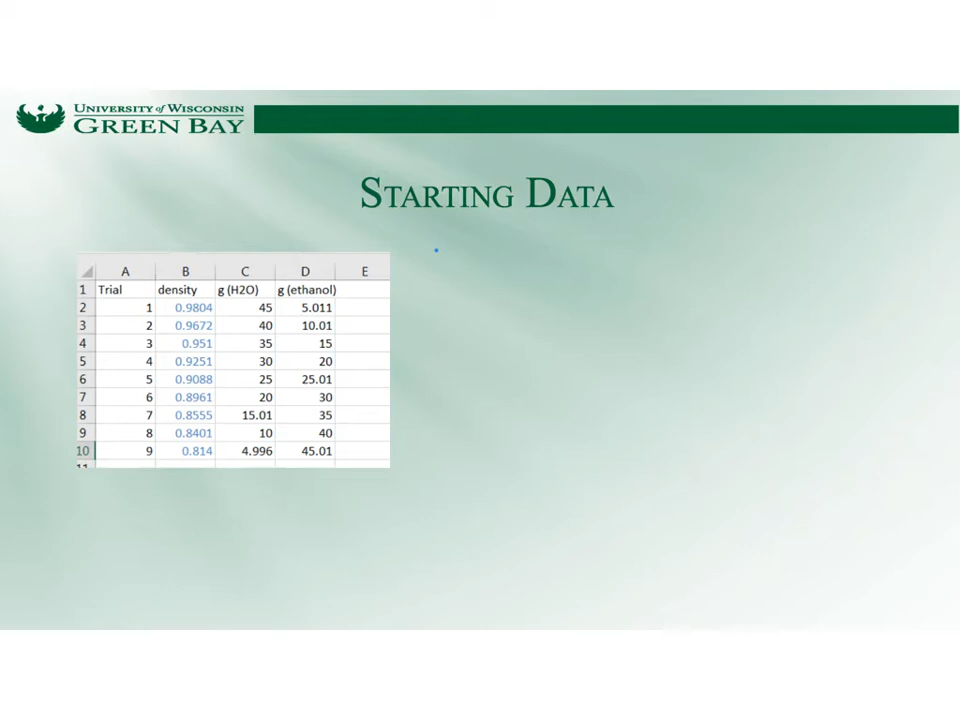 UNIVERSITY of WISCONSIN
GREEN BAY
STARTING DATA
A B C D E
1 Trial density g (H2O) g (ethanol)
2 1 0.9804 45 5.011
3 2 0.9672 40 10.01
4 3 0.951 35 15
5 4 0.9251 30 20
6 5 0.9088 25 25.01
7 6 0.8961 20 30
8 7 0.8555 15.01 35
9 8 0.8401 10 40
10 9 0.814 4.996 45.01